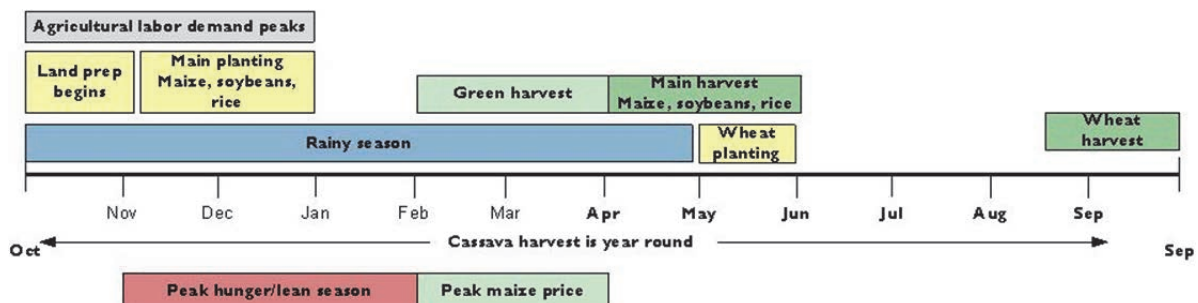 Agricultural labor demand peaks
Land prep
begins
Main planting
Maize, soybeans,
rice
Green harvest
Main harvest
Maize, soybeans, rice
Rainy season
Wheat
planting
Wheat
harvest
Nov Dec Jan Feb Mar Apr May Jun Jul Aug Sep
Oct Cassava harvest is year round Sep
Peak hunger/lean season
Peak maize price